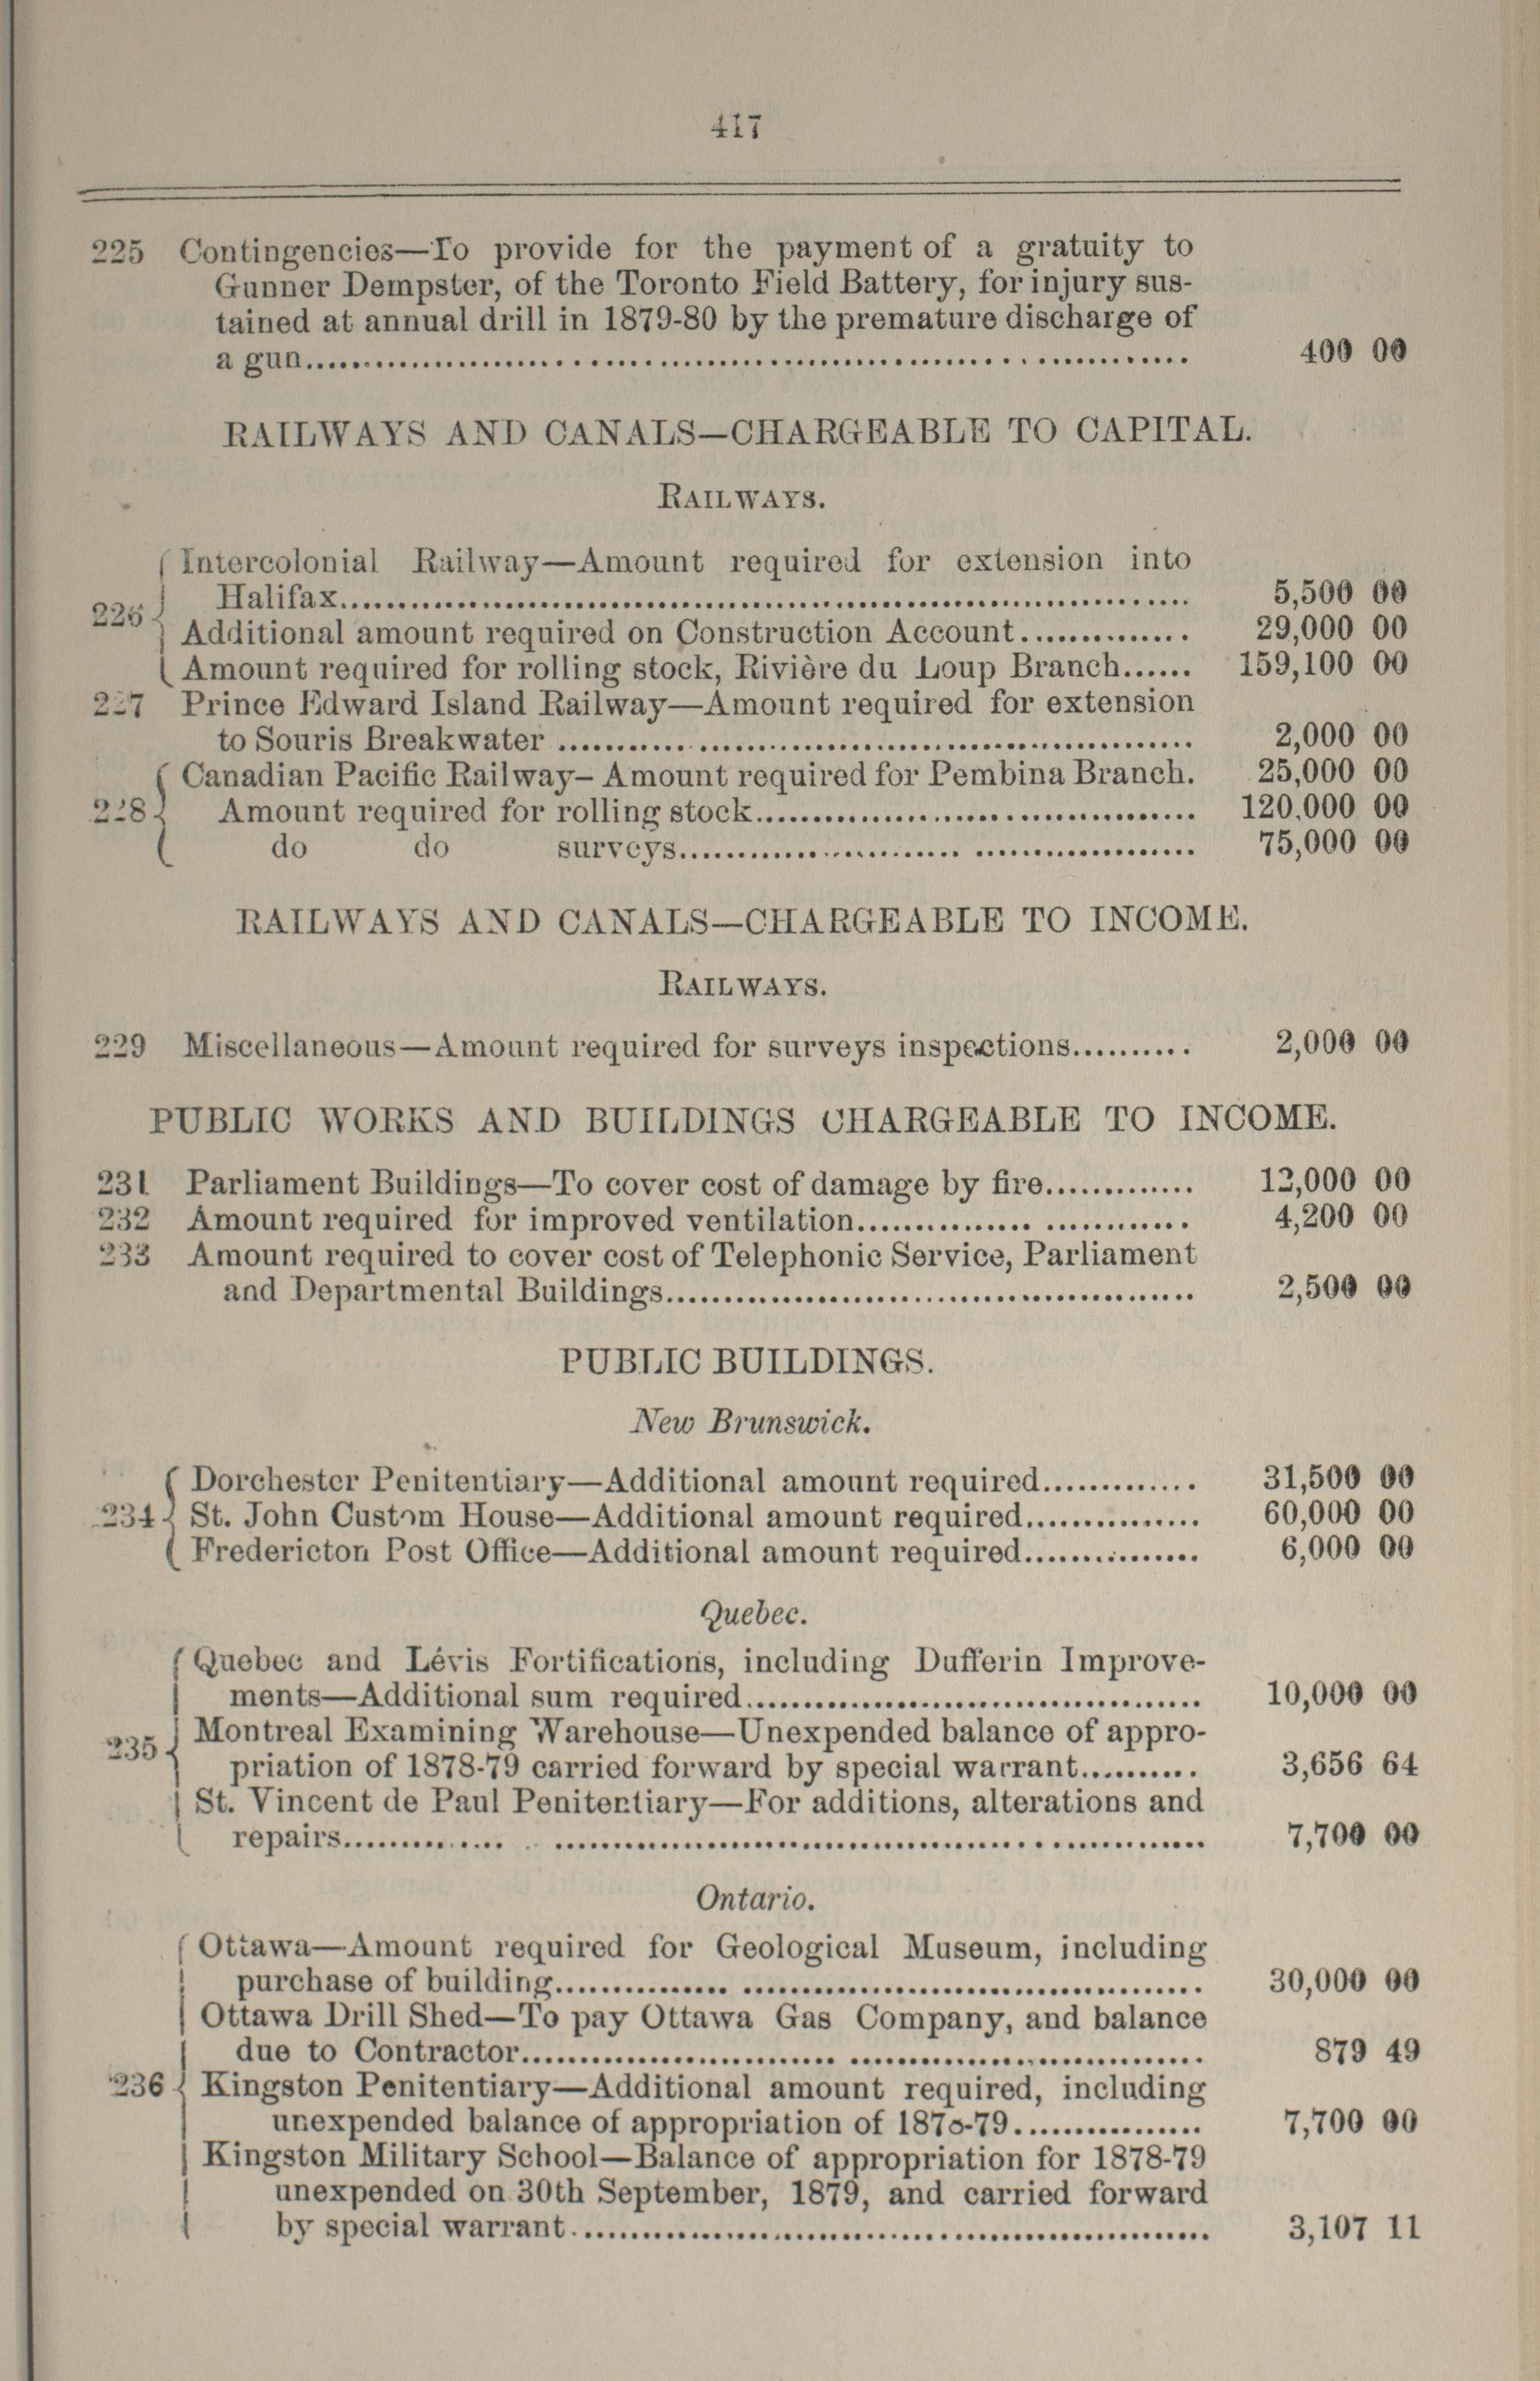 417
225 Contingencies—To provide for the payment of a gratuity to
Gunner Dempster, of the Toronto Field Battery, for injury sus-
tained at annual drill in 1879-80 by the premature discharge of
a gun.................... 400 00
RAILWAYS AND CANALS—CHARGEABLE TO CAPITAL.
RAILWAYS.
Intercolonial Railway—Amount required for extension into
226 Halifax.................... 5,500 00
Additional amount required on Construction Account............... 29,000 00
Amount required for rolling stock, Rivière du Loup Branch...... 159,100 00
227 Prince Edward Island Railway—Amount required for extension
to Souris Breakwater .................... 2,000 00
Canadian Pacific Railway—Amount required for Pembina Branch. 25,000 00
228 Amount required for rolling stock.................... 120,000 00
do do surveys.................... 75,000 00
RAILWAYS AND CANALS—CHARGEABLE TO INCOME.
RAILWAYS.
229 Miscellaneous—Amount required for surveys inspections.......... 2,000 00
PUBLIC WORKS AND BUILDINGS CHARGEABLE TO INCOME.
231 Parliament Buildings—To cover cost of damage by fire............. 12,000 00
232 Amount required for improved ventilation.................... 4,200 00
233 Amount required to cover cost of Telephonic Service, Parliament
and Departmental Buildings.................... 2,500 00
PUBLIC BUILDINGS.
New Brunswick.
Dorchester Penitentiary—Additional amount required............. 31,500 00
234 St. John Custom House—Additional amount required............... 60,000 00
Fredericton Post Office—Additional amount required............... 6,000 00
Quebec.
Quebec and Lévis Fortifications, including Dufferin Improve-
ments—Additional sum required.................... 10,000 00
235 Montreal Examining Warehouse—Unexpended balance of appro-
priation of 1878-79 carried forward by special warrant.......... 3,656 64
St. Vincent de Paul Penitentiary—For additions, alterations and
repairs.................... 7,700 00
Ontario.
Ottawa—Amount required for Geological Museum, including
purchase of building.................... 30,000 00
Ottawa Drill Shed—To pay Ottawa Gas Company, and balance
due to Contractor.................... 879 49
236 Kingston Penitentiary—Additional amount required, including
unexpended balance of appropriation of 1878-79................ 7,700 00
Kingston Military School—Balance of appropriation for 1878-79
unexpended on 30th September, 1879, and carried forward
by special warrant.................... 3,107 11